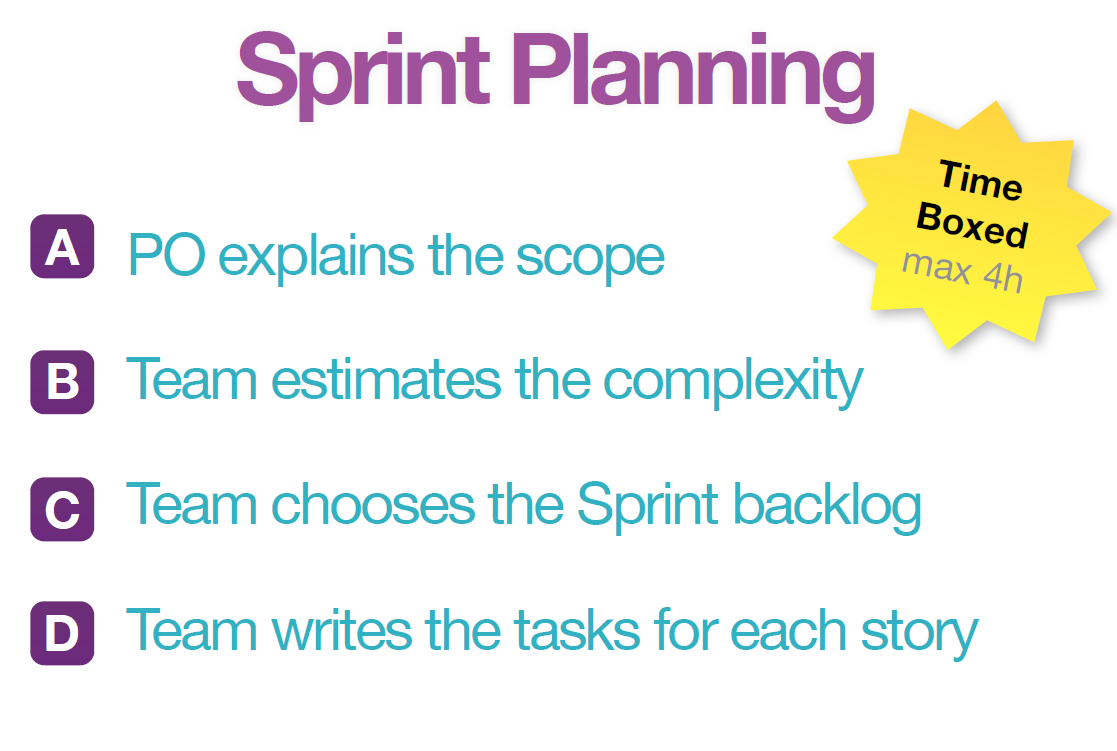 Sprint Planning
Time
Boxed
max 4h
A PO explains the scope
B Team estimates the complexity
C Team chooses the Sprint backlog
D Team writes the tasks for each story